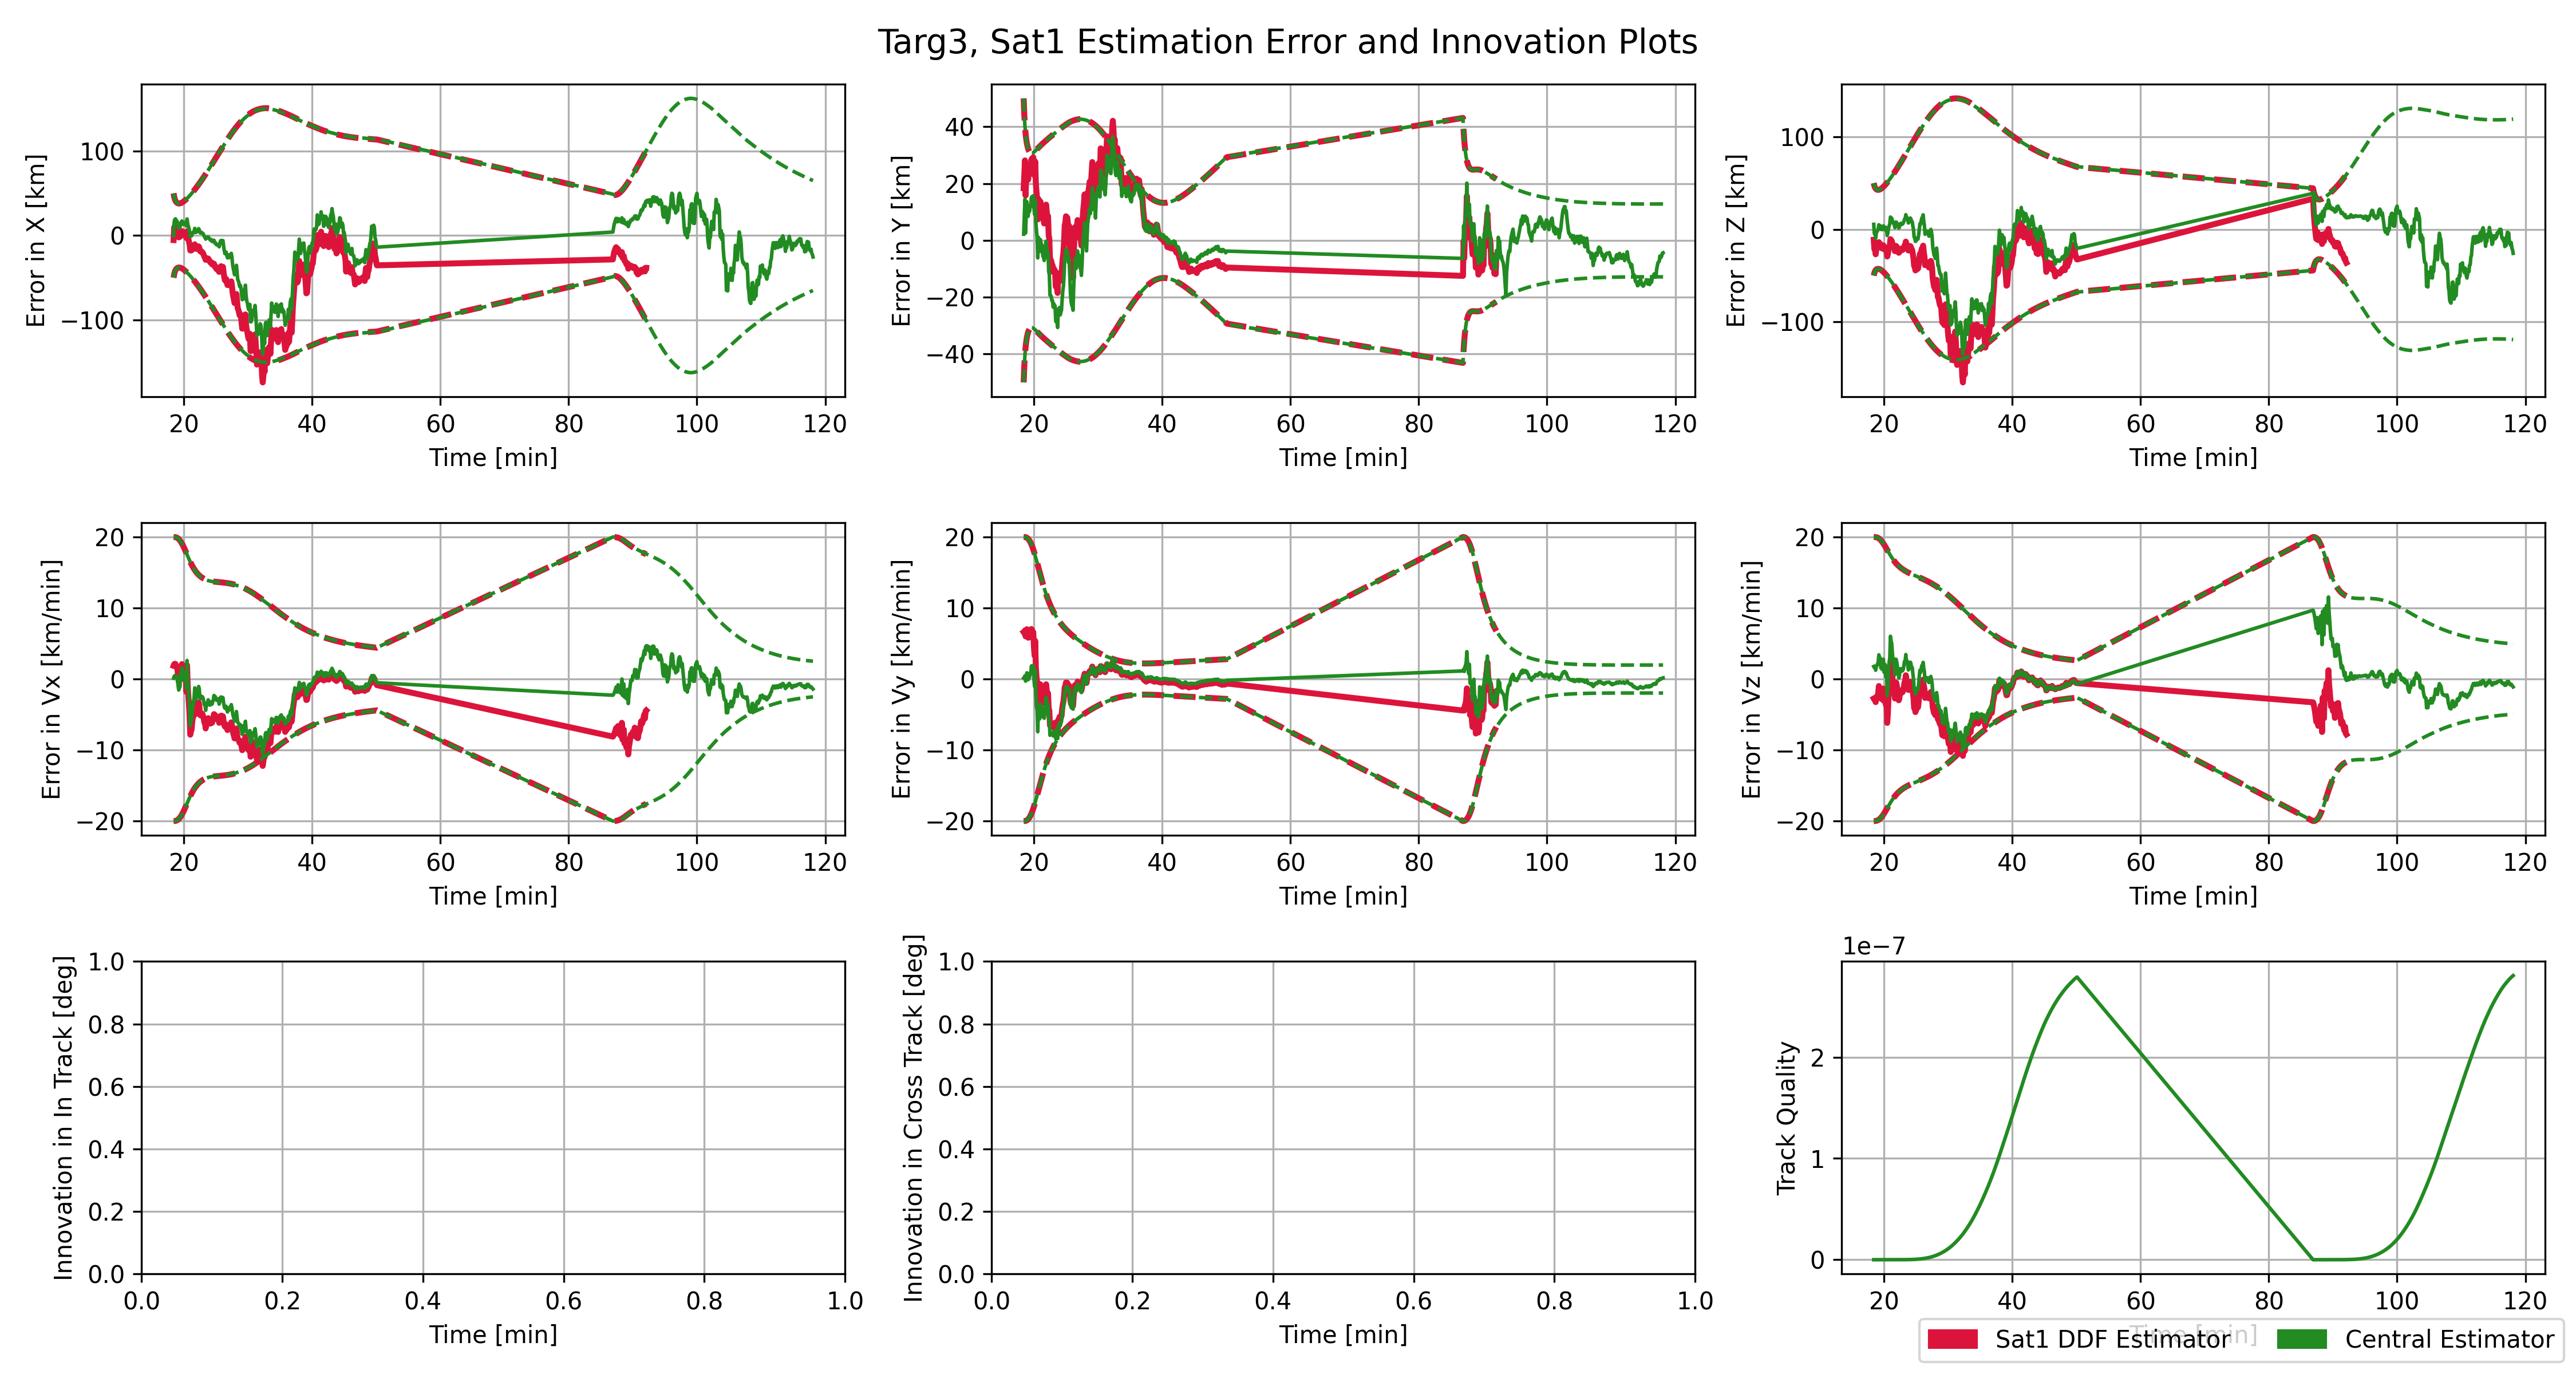 Targ3, Sat1 Estimation Error and Innovation Plots
Error in X [km]
100
0
−100
20 40 60 80 100 120
Time [min]
Error in Y [km]
40
20
0
−20
−40
20 40 60 80 100 120
Time [min]
Error in Z [km]
100
0
−100
20 40 60 80 100 120
Time [min]
Error in Vx [km/min]
20
10
0
−10
−20
20 40 60 80 100 120
Time [min]
Error in Vy [km/min]
20
10
0
−10
−20
20 40 60 80 100 120
Time [min]
Error in Vz [km/min]
20
10
0
−10
−20
20 40 60 80 100 120
Time [min]
Innovation in In Track [deg]
1.0
0.8
0.6
0.4
0.2
0.0
0.0 0.2 0.4 0.6 0.8 1.0
Time [min]
Innovation in Cross Track [deg]
1.0
0.8
0.6
0.4
0.2
0.0
0.0 0.2 0.4 0.6 0.8 1.0
Time [min]
1e−7
Track Quality
2
1
0
20 40 60 80 100 120
Time [min]
Sat1 DDF Estimator Central Estimator